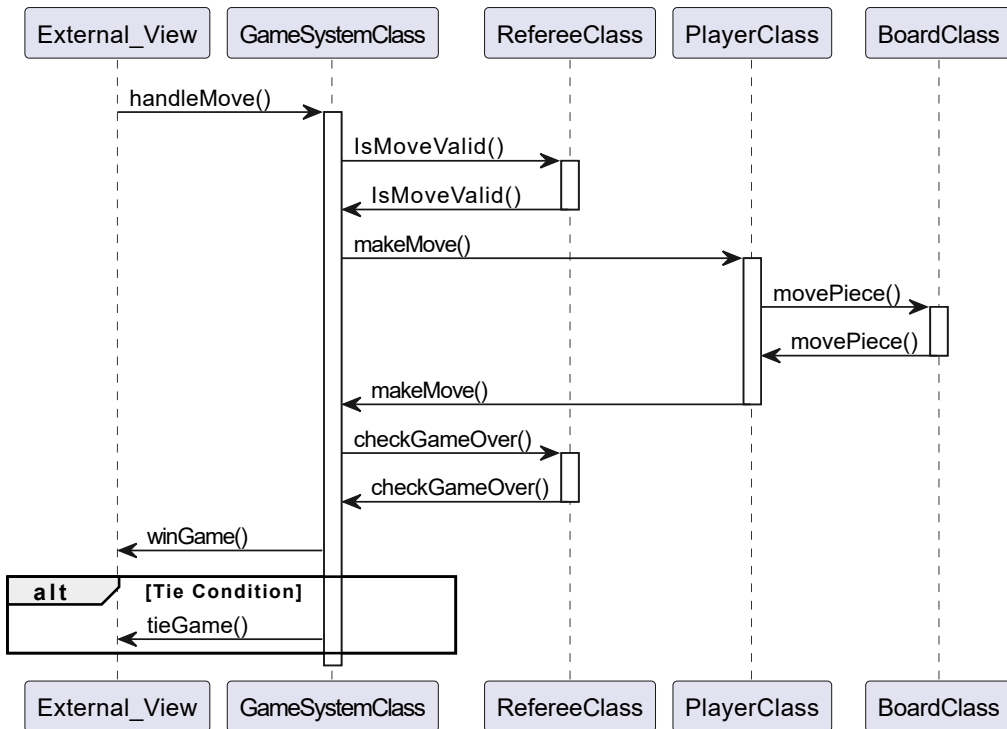 External_View GameSystemClass RefereeClass PlayerClass BoardClass
handleMove()
IsMoveValid()
IsMoveValid()
makeMove()
movePiece()
movePiece()
makeMove()
checkGameOver()
checkGameOver()
winGame()
alt [Tie Condition]
tieGame()
External_View GameSystemClass RefereeClass PlayerClass BoardClass